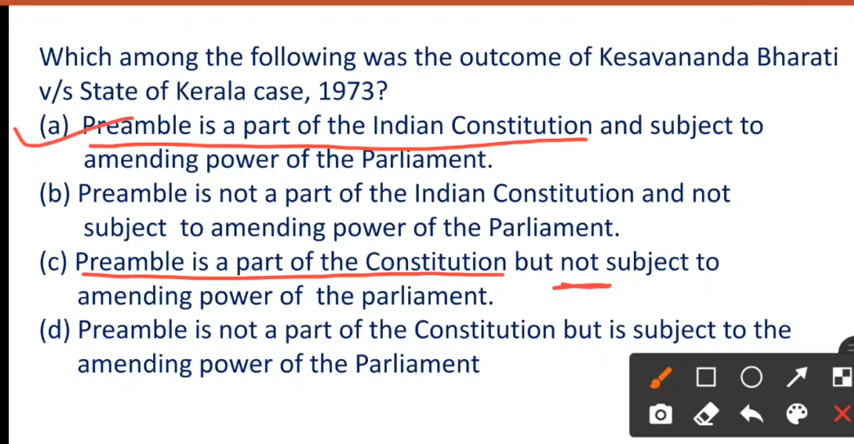 Which among the following was the outcome of Kesavananda Bharati
v/s State of Kerala case, 1973?
(a) Preamble is a part of the Indian Constitution and subject to
amending power of the Parliament.
(b) Preamble is not a part of the Indian Constitution and not
subject to amending power of the Parliament.
(c) Preamble is a part of the Constitution but not subject to
amending power of the parliament.
(d) Preamble is not a part of the Constitution but is subject to the
amending power of the Parliament